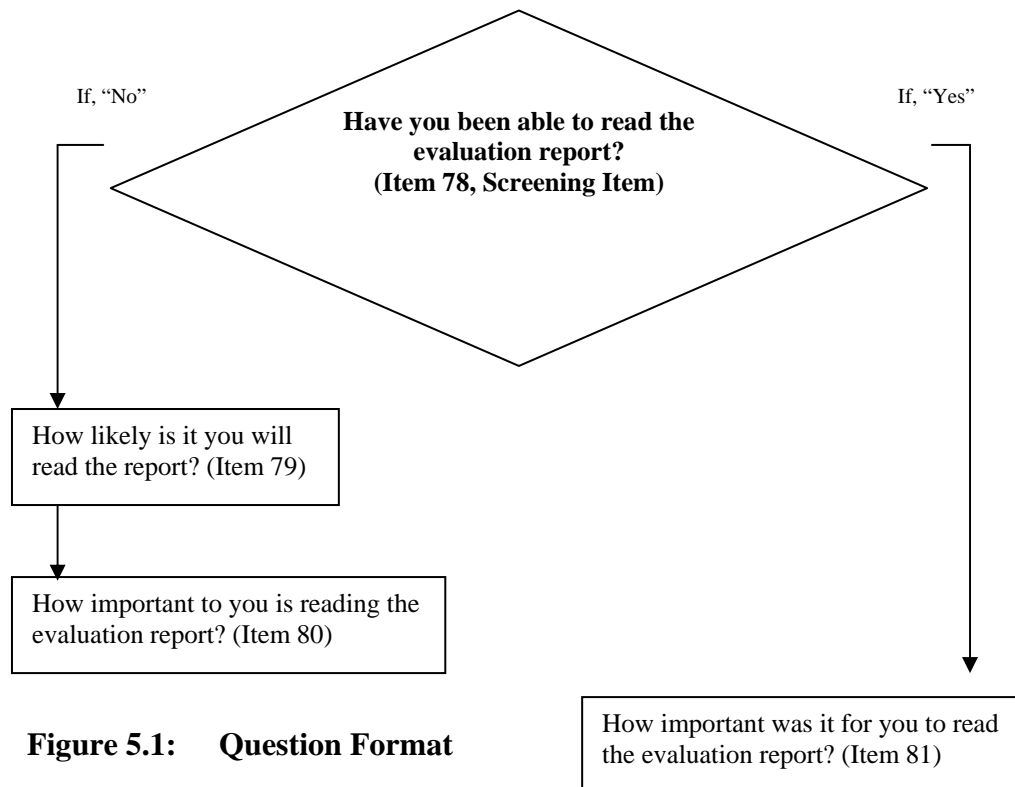 If, “No”
If, “Yes”
Have you been able to read the
evaluation report?
(Item 78, Screening Item)
How likely is it you will
read the report? (Item 79)
How important to you is reading the
evaluation report? (Item 80)
How important was it for you to read
the evaluation report? (Item 81)
Figure 5.1: Question Format